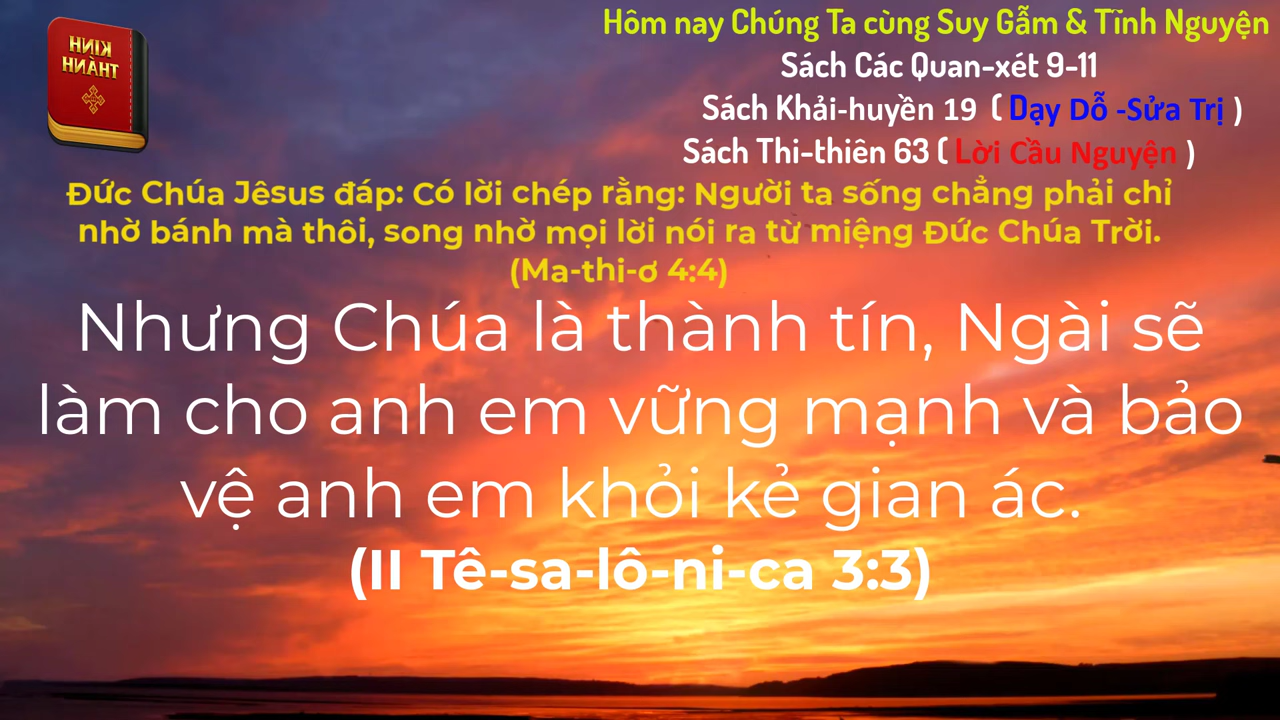 KINH
THÀNH
Hôm nay Chúng Ta cùng Suy Gẫm & Tĩnh Nguyện
Sách Các Quan-xét 9-11
Sách Khải-huyền 19 ( Dạy Dỗ -Sửa Trị )
Sách Thi-thiên 63 ( Lời Cầu Nguyện )
Đức Chúa Jêsus đáp: Có lời chép rằng: Người ta sống chẳng phải chỉ
nhờ bánh mà thôi, song nhờ mọi lời nói ra từ miệng Đức Chúa Trời.
(Ma-thi-ơ 4:4)
Nhưng Chúa là thành tín, Ngài sẽ
làm cho anh em vững mạnh và bảo
vệ anh em khỏi kẻ gian ác.
(II Tê-sa-lô-ni-ca 3:3)